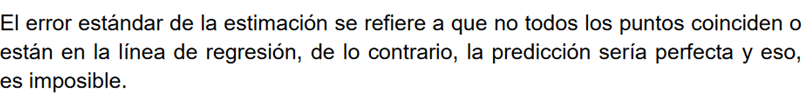 El error estándar de la estimación se refiere a que no todos los puntos coinciden o
están en la línea de regresión, de lo contrario, la predicción sería perfecta y eso,
es imposible.